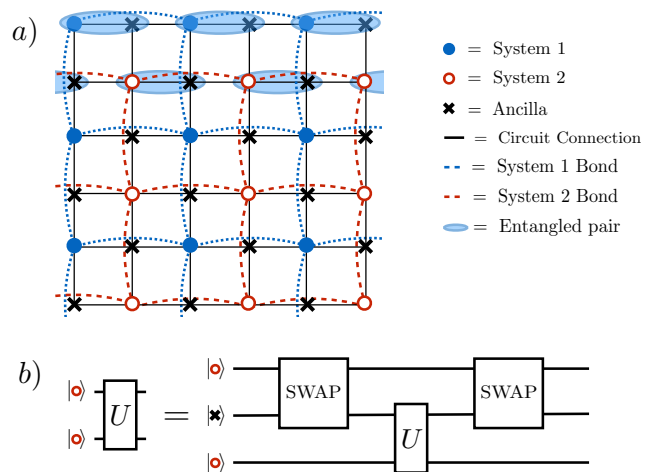 a)
= System 1
= System 2
= Ancilla
= Circuit Connection
= System 1 Bond
= System 2 Bond
= Entangled pair
b)
U
=
SWAP
U
SWAP